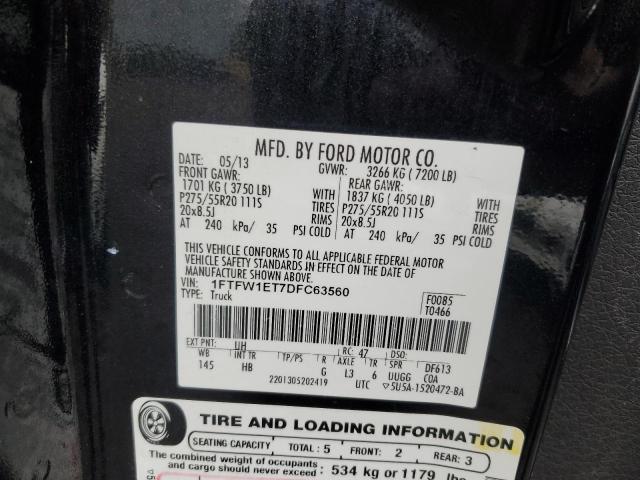 MFD. BY FORD MOTOR CO.
DATE: 05/13 GVWR: 3266 KG (7200 LB)
FRONT GAWR: REAR GAWR:
1701 KG (3750 LB) WITH 1837 KG (4050 LB) WITH
P275/55R20 111S TIRES P275/55R20 111S TIRES
20x8.5J RIMS 20x8.5J RIMS
AT 240 kPa/ 35 PSI COLD AT 240 kPa/ 35 PSI COLD
THIS VEHICLE CONFORMS TO ALL APPLICABLE FEDERAL MOTOR
VEHICLE SAFETY STANDARDS IN EFFECT ON THE DATE OF
MANUFACTURE SHOWN ABOVE.
VIN: 1FTFW1ET7DFC63560 F0085
TYPE: Truck T0466
EXT PNT: UH RC: 47 DSO:
WB INT TR TP/PS R AXLE TR SPR DF613
145 HB G L3 6 UUGG COA
2201305202419 UTC ▽5U5A-1520472-BA
TIRE AND LOADING INFORMATION
SEATING CAPACITY TOTAL: 5 FRONT: 2 REAR: 3
The combined weight of occupants
and cargo should never exceed: 534 kg or 1179 lbs